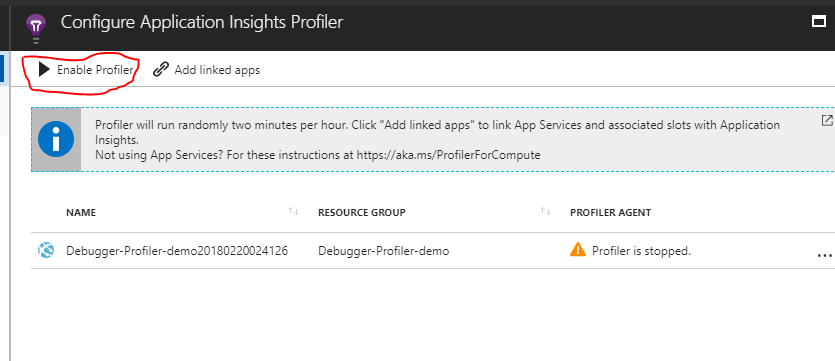 Configure Application Insights Profiler
Enable Profiler Add linked apps
Profiler will run randomly two minutes per hour. Click "Add linked apps" to link App Services and associated slots with Application
Insights.
Not using App Services? For these instructions at https://aka.ms/ProfilerForCompute
NAME RESOURCE GROUP PROFILER AGENT
Debugger-Profiler-demo20180220024126 Debugger-Profiler-demo Profiler is stopped.